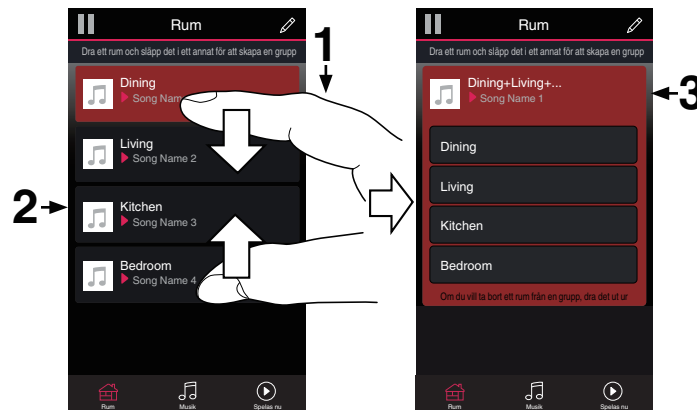 Rum
Dra ett rum och släpp det i ett annat för att skapa en grupp
1
Dining
Song Nam
Living
Song Name 2
2
Kitchen
Song Name 3
Bedroom
Song Name 4
Rum
Musik
Spelas nu
Rum
Dra ett rum och släpp det i ett annat för att skapa en grupp
Dining+Living+...
Song Name 1
3
Dining
Living
Kitchen
Bedroom
Om du vill ta bort ett rum från en grupp, dra det ut ur
Rum
Musik
Spelas nu